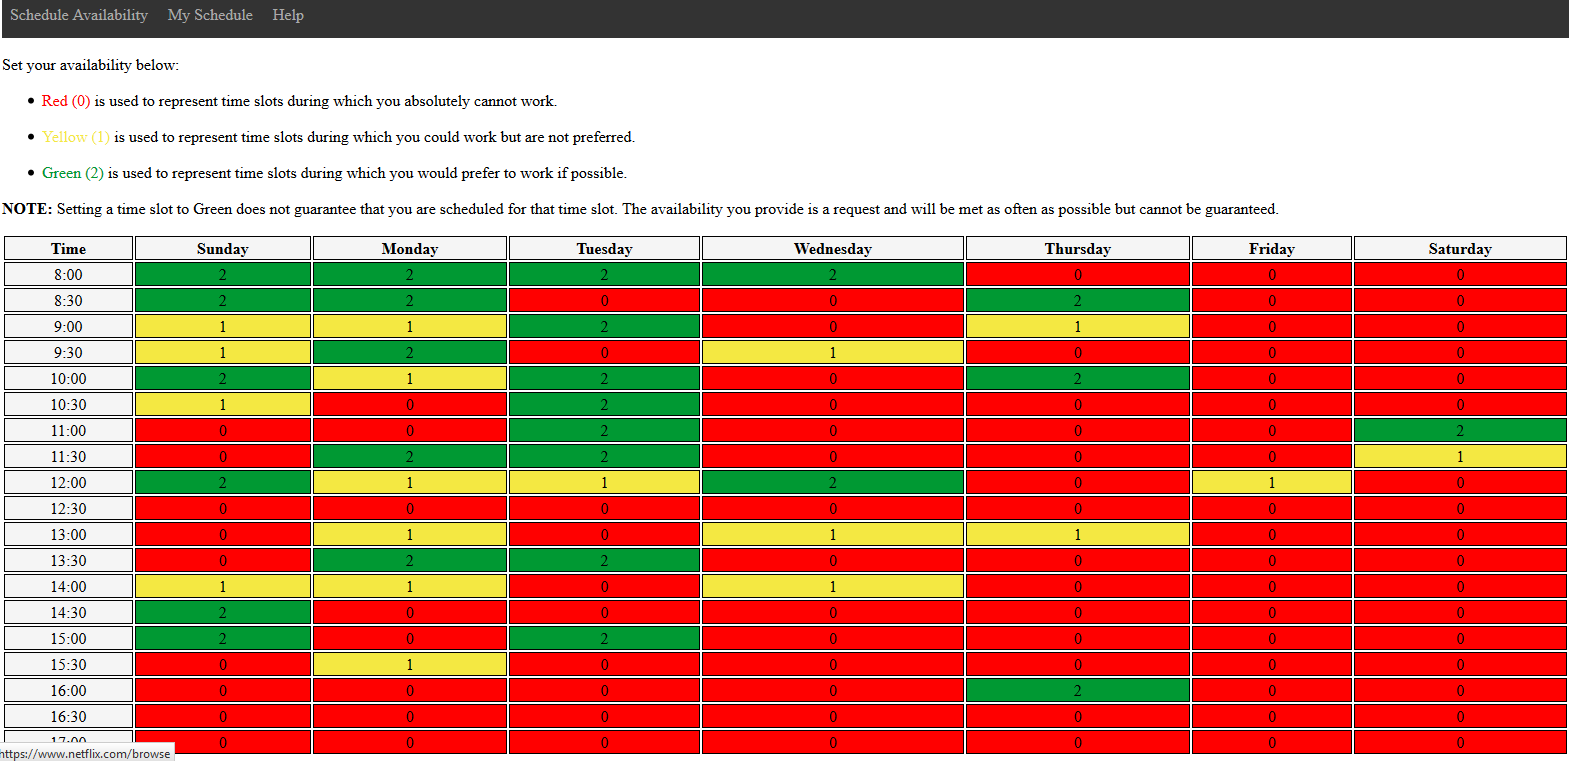 Schedule Availability My Schedule Help
Set your availability below:
• Red (0) is used to represent time slots during which you absolutely cannot work.
• Yellow (1) is used to represent time slots during which you could work but are not preferred.
• Green (2) is used to represent time slots during which you would prefer to work if possible.
NOTE: Setting a time slot to Green does not guarantee that you are scheduled for that time slot. The availability you provide is a request and will be met as often as possible but cannot be guaranteed.
Time Sunday Monday Tuesday Wednesday Thursday Friday Saturday
8:00 2 2 2 2 0 0 0
8:30 2 2 0 0 2 0 0
9:00 1 1 2 0 1 0 0
9:30 1 2 0 1 0 0 0
10:00 2 1 2 0 2 0 0
10:30 1 0 2 0 0 0 0
11:00 0 0 2 0 0 0 2
11:30 0 2 2 0 0 0 1
12:00 2 1 1 2 0 1 0
12:30 0 0 0 0 0 0 0
13:00 0 1 0 1 1 0 0
13:30 0 2 2 0 0 0 0
14:00 1 1 0 1 0 0 0
14:30 2 0 0 0 0 0 0
15:00 2 0 2 0 0 0 0
15:30 0 1 0 0 0 0 0
16:00 0 0 0 0 2 0 0
16:30 0 0 0 0 0 0 0
17:00 0 0 0 0 0 0 0
https://www.netflix.com/browse